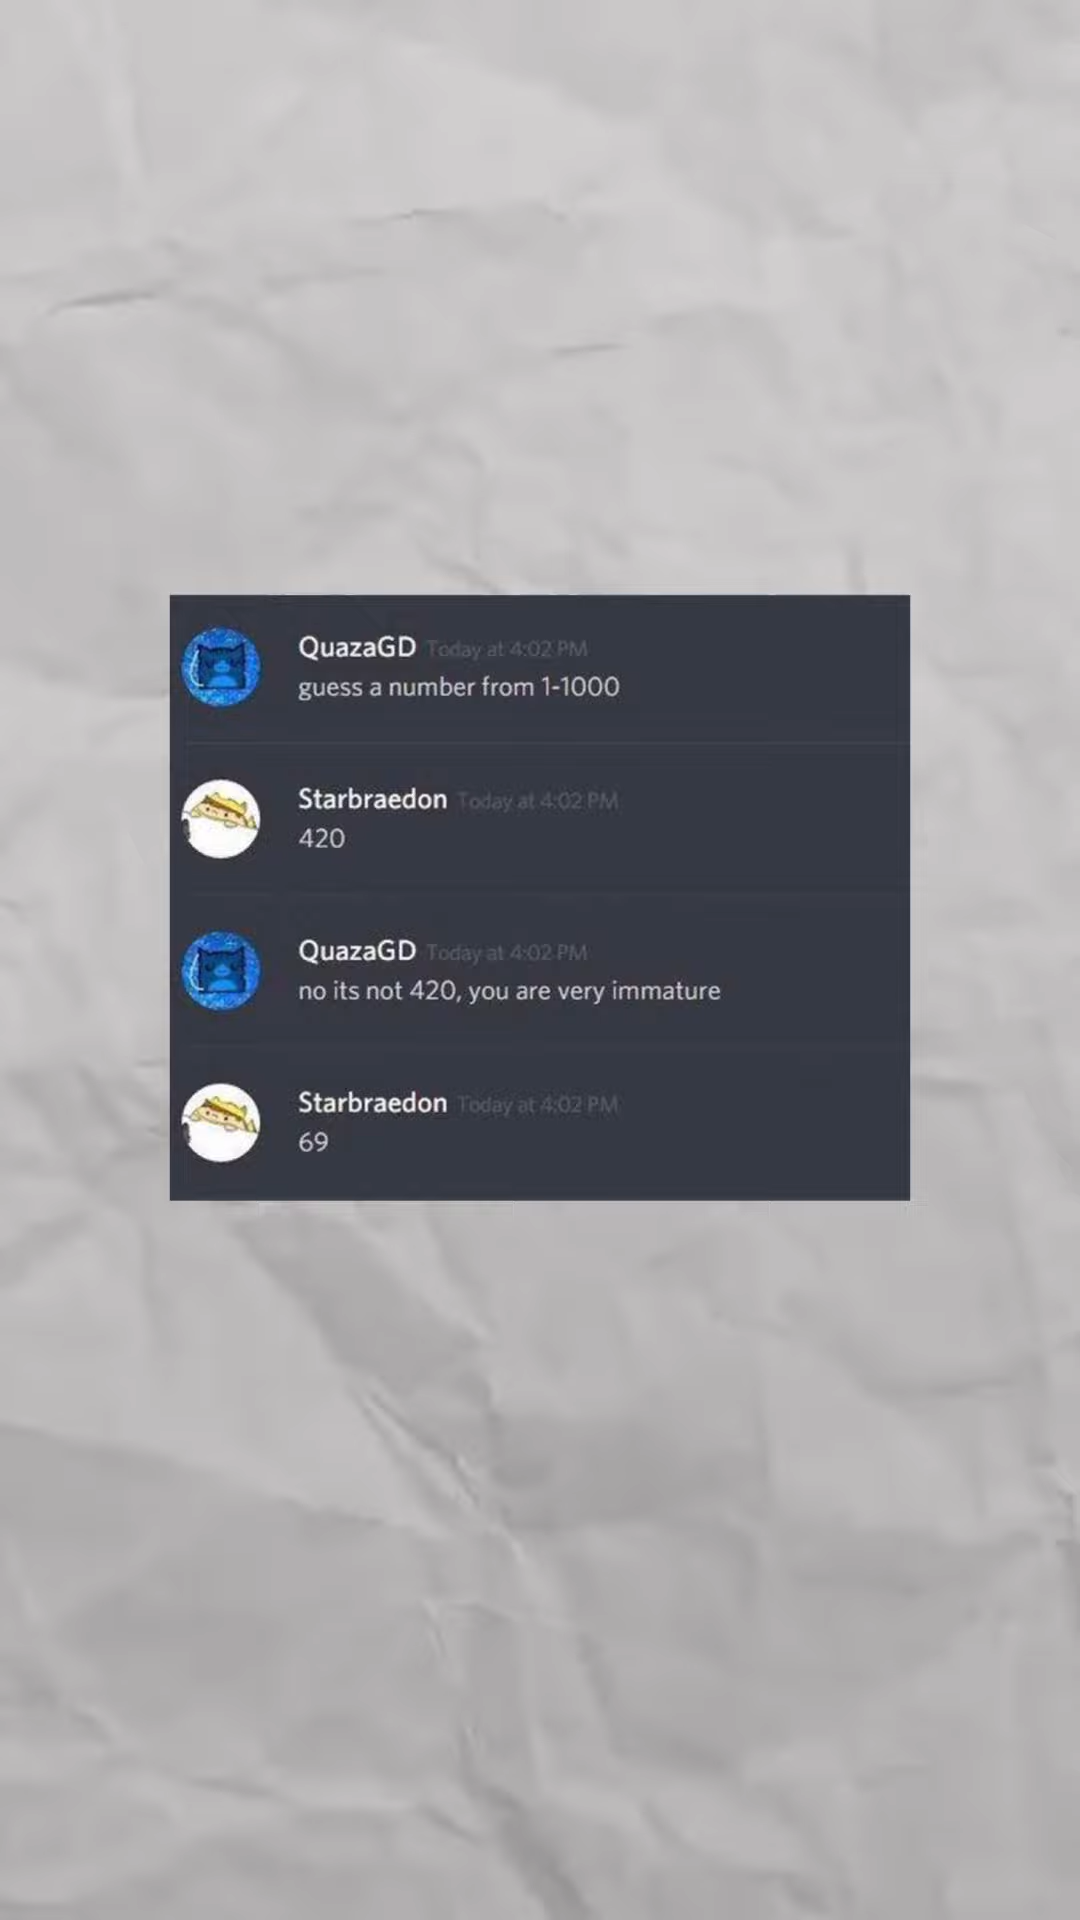 QuazaGD Today at 4:02 PM
guess a number from 1-1000
Starbraedon Today at 4:02 PM
420
QuazaGD Today at 4:02 PM
no its not 420, you are very immature
Starbraedon Today at 4:02 PM
69